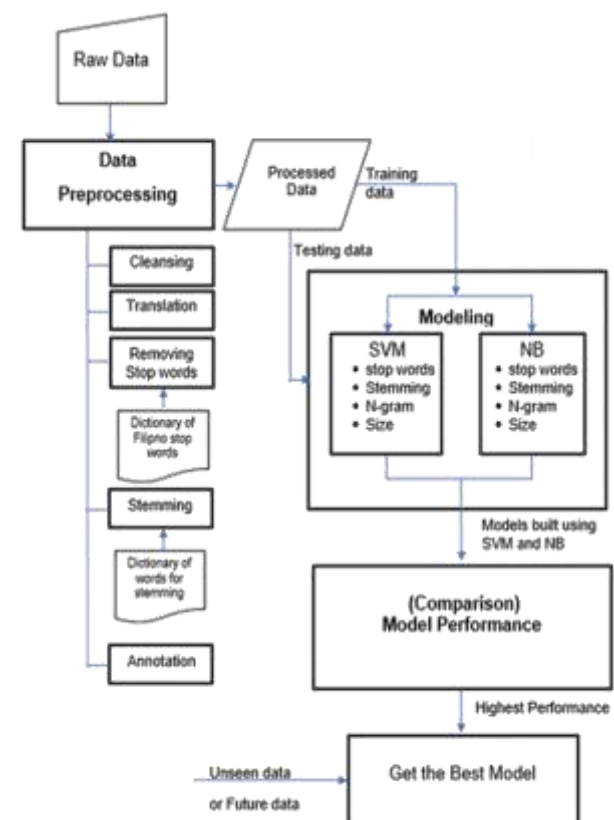 Raw Data
Data
Preprocessing
Processed
Data
Training
data
Testing data
Cleansing
Translation
Removing
Stop words
Dictionary of
Filipno stop
words
Stemming
Dictionary of
words for
stemming
Annotation
Modeling
SVM
• stop words
• Stemming
• N-gram
• Size
NB
• stop words
• Stemming
• N-gram
• Size
Models built using
SVM and NB
(Comparison)
Model Performance
Highest Performance
Unseen data
or Future data
Get the Best Model